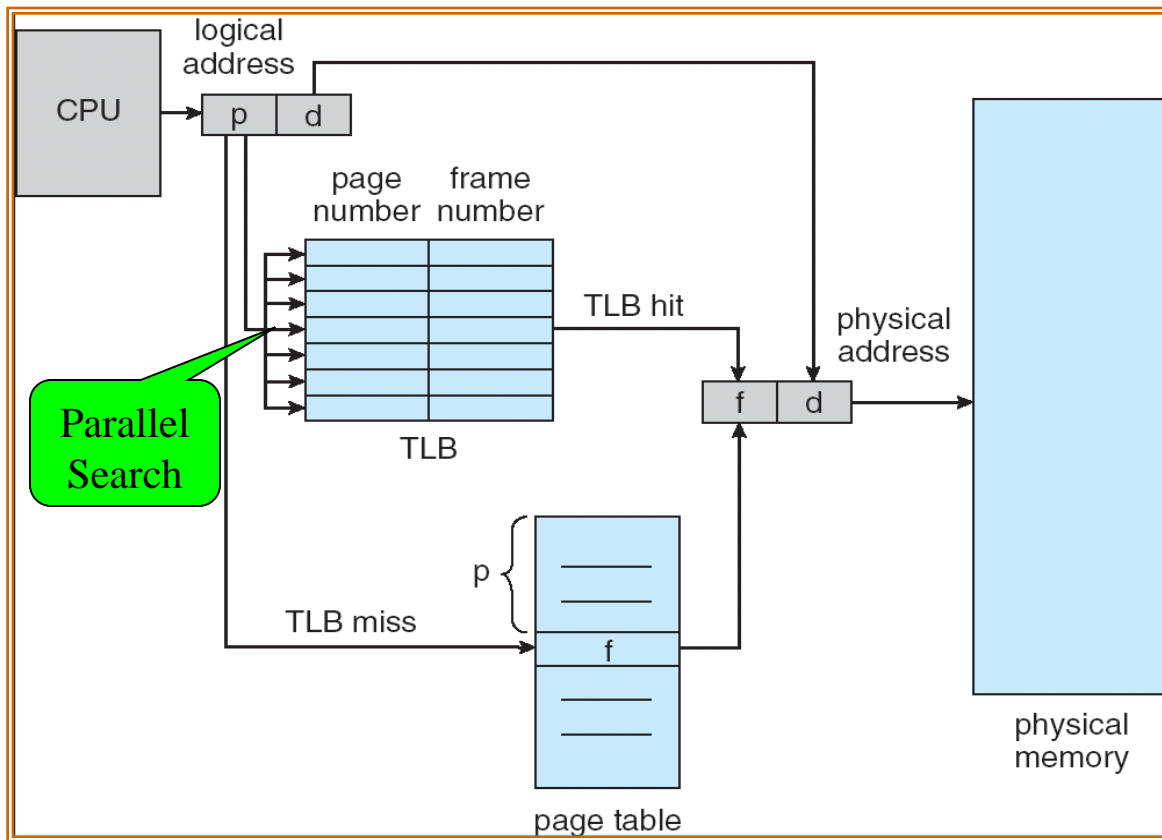 logical
address
CPU
p
d
page
number
frame
number
TLB hit
physical
address
f
d
Parallel
Search
TLB
p
TLB miss
f
physical
memory
page table